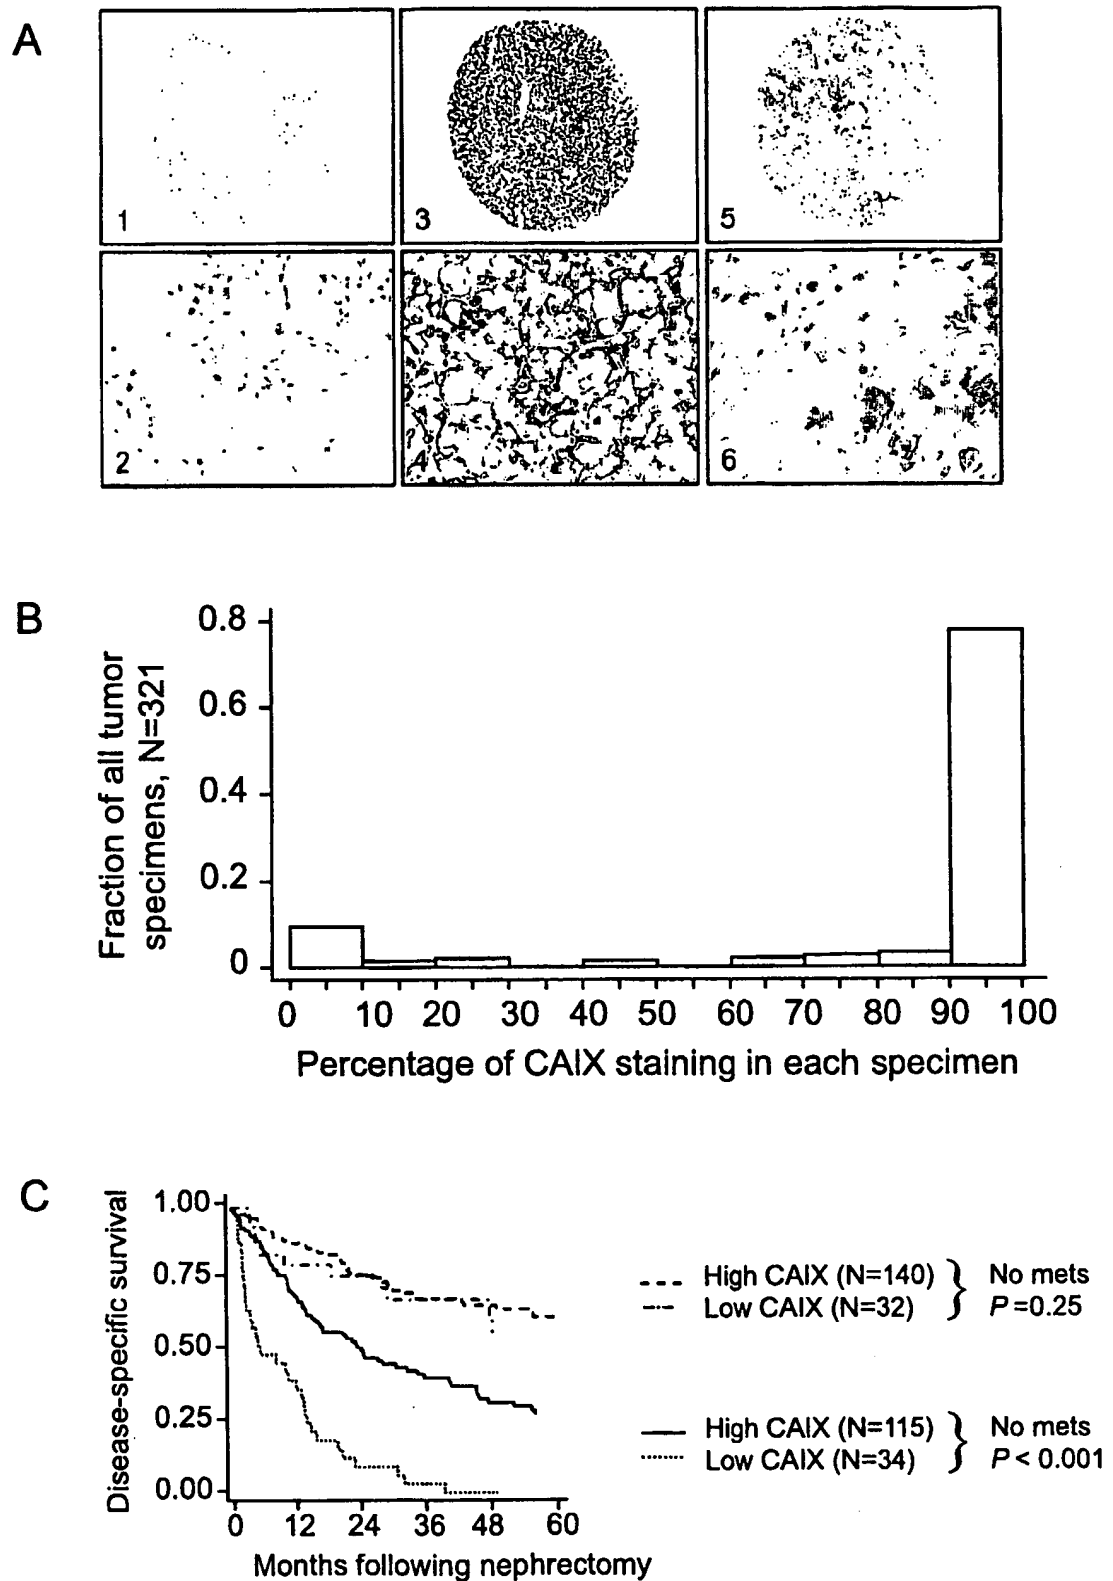 A
1
3
5
2
4
6
B
0.8
0.6
0.4
0.2
0
Fraction of all tumor
specimens, N=321
0 10 20 30 40 50 60 70 80 90 100
Percentage of CAIX staining in each specimen
C
1.00
0.75
0.50
0.25
0.00
Disease-specific survival
0 12 24 36 48 60
Months following nephrectomy
High CAIX (N=140)
Low CAIX (N=32)
No mets
P=0.25
High CAIX (N=115)
Low CAIX (N=34)
No mets
P < 0.001